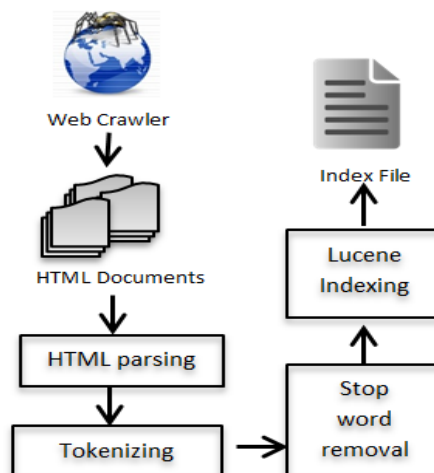 Web Crawler
HTML Documents
HTML parsing
Tokenizing
Stop
word
removal
Lucene
Indexing
Index File